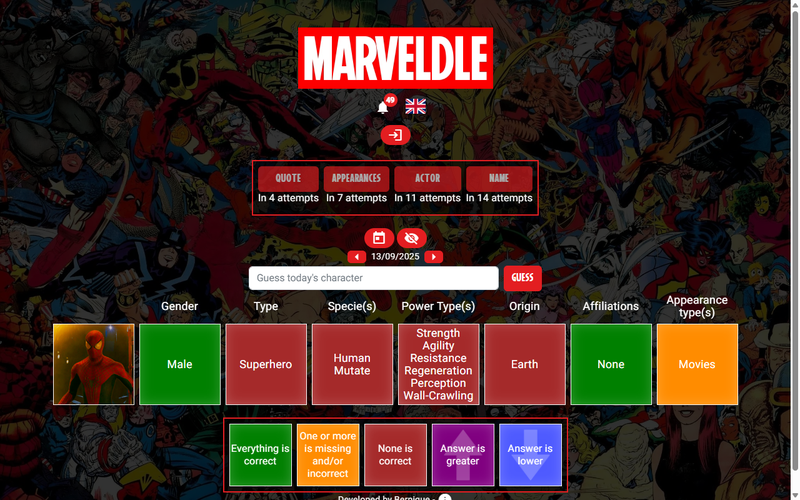 MARVELDLE
49
QUOTE APPEARANCES ACTOR NAME
In 4 attempts In 7 attempts In 11 attempts In 14 attempts
13/09/2025
Guess today's character GUESS
Gender Type Specie(s) Power Type(s) Origin Affiliations Appearance type(s)
Male
Superhero
Human
Mutate
Strength
Agility
Resistance
Regeneration
Perception
Wall-Crawling
Earth
None
Movies
Everything is
correct
One or more
is missing
and/or
incorrect
None is
correct
Answer is
greater
Answer is
lower
Developed by Bernique -